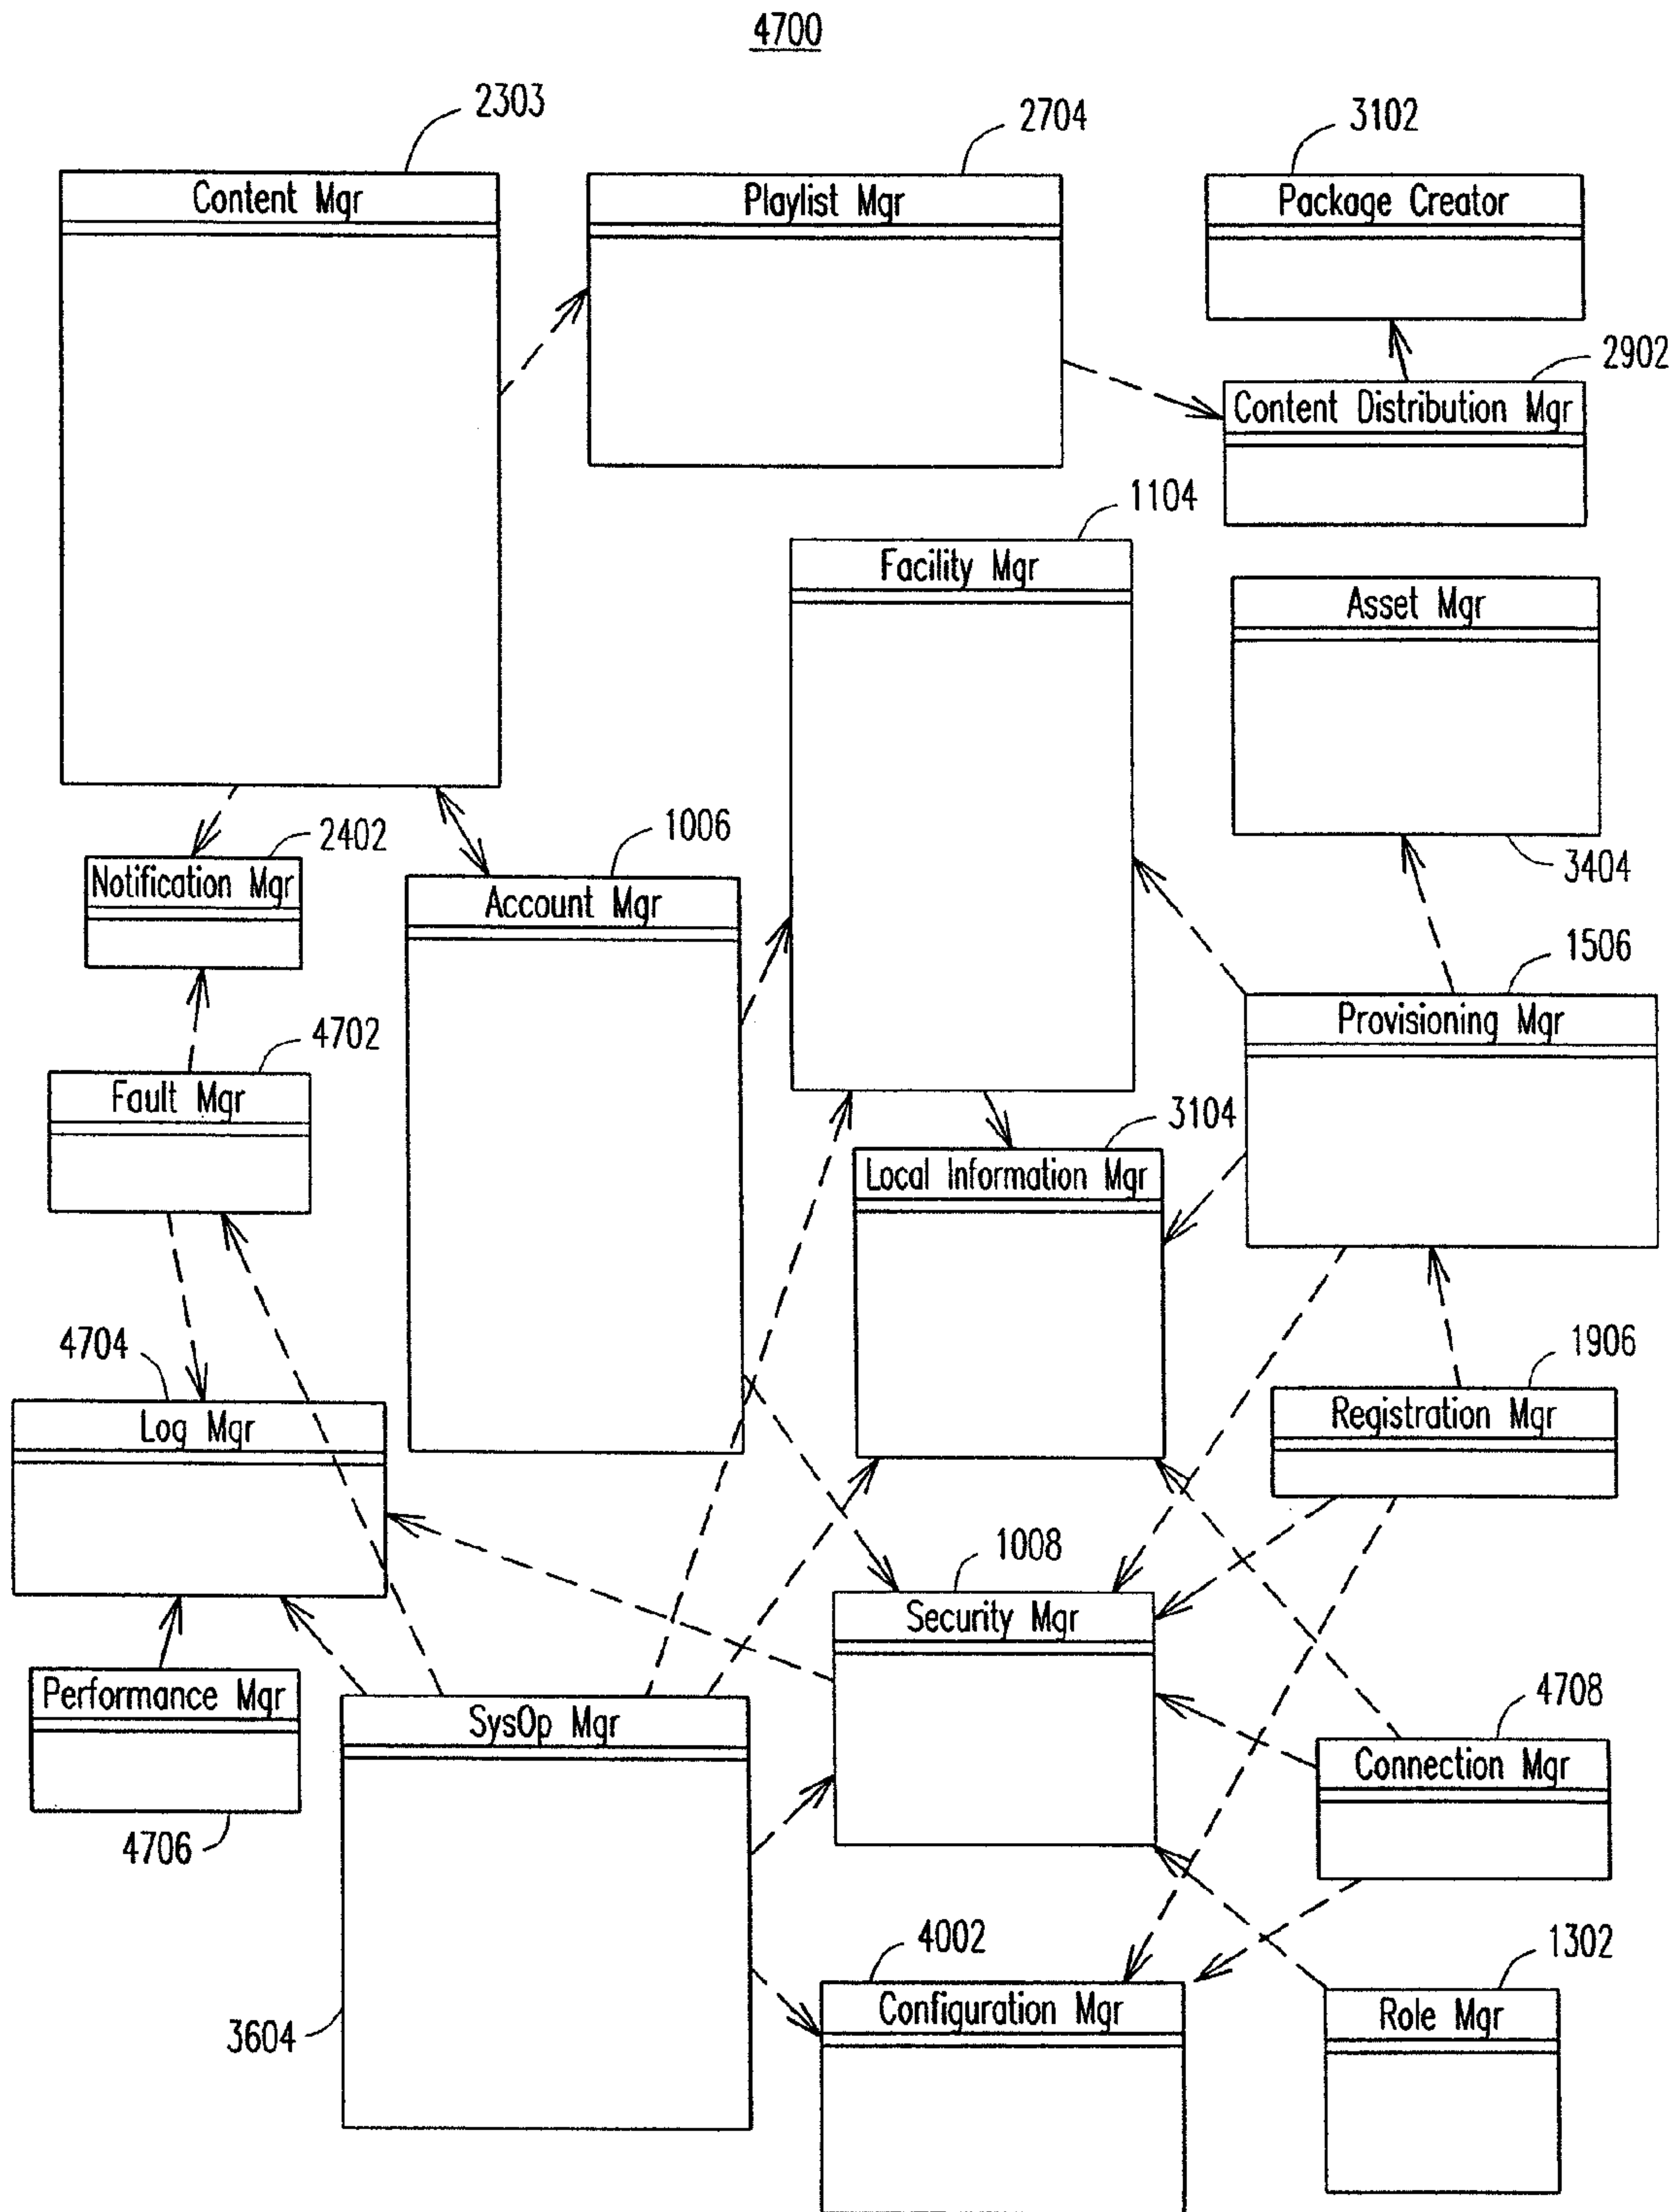 4700
2303
2704
3102
Content Mgr
Playlist Mgr
Package Creator
2902
Content Distribution Mgr
1104
Facility Mgr
Asset Mgr
2402
1006
3404
Notification Mgr
Account Mgr
1506
Provisioning Mgr
4702
Fault Mgr
3104
Local Information Mgr
4704
1906
Log Mgr
Registration Mgr
1008
Security Mgr
Performance Mgr
4708
SysOp Mgr
Connection Mgr
4706
4002
1302
3604
Configuration Mgr
Role Mgr